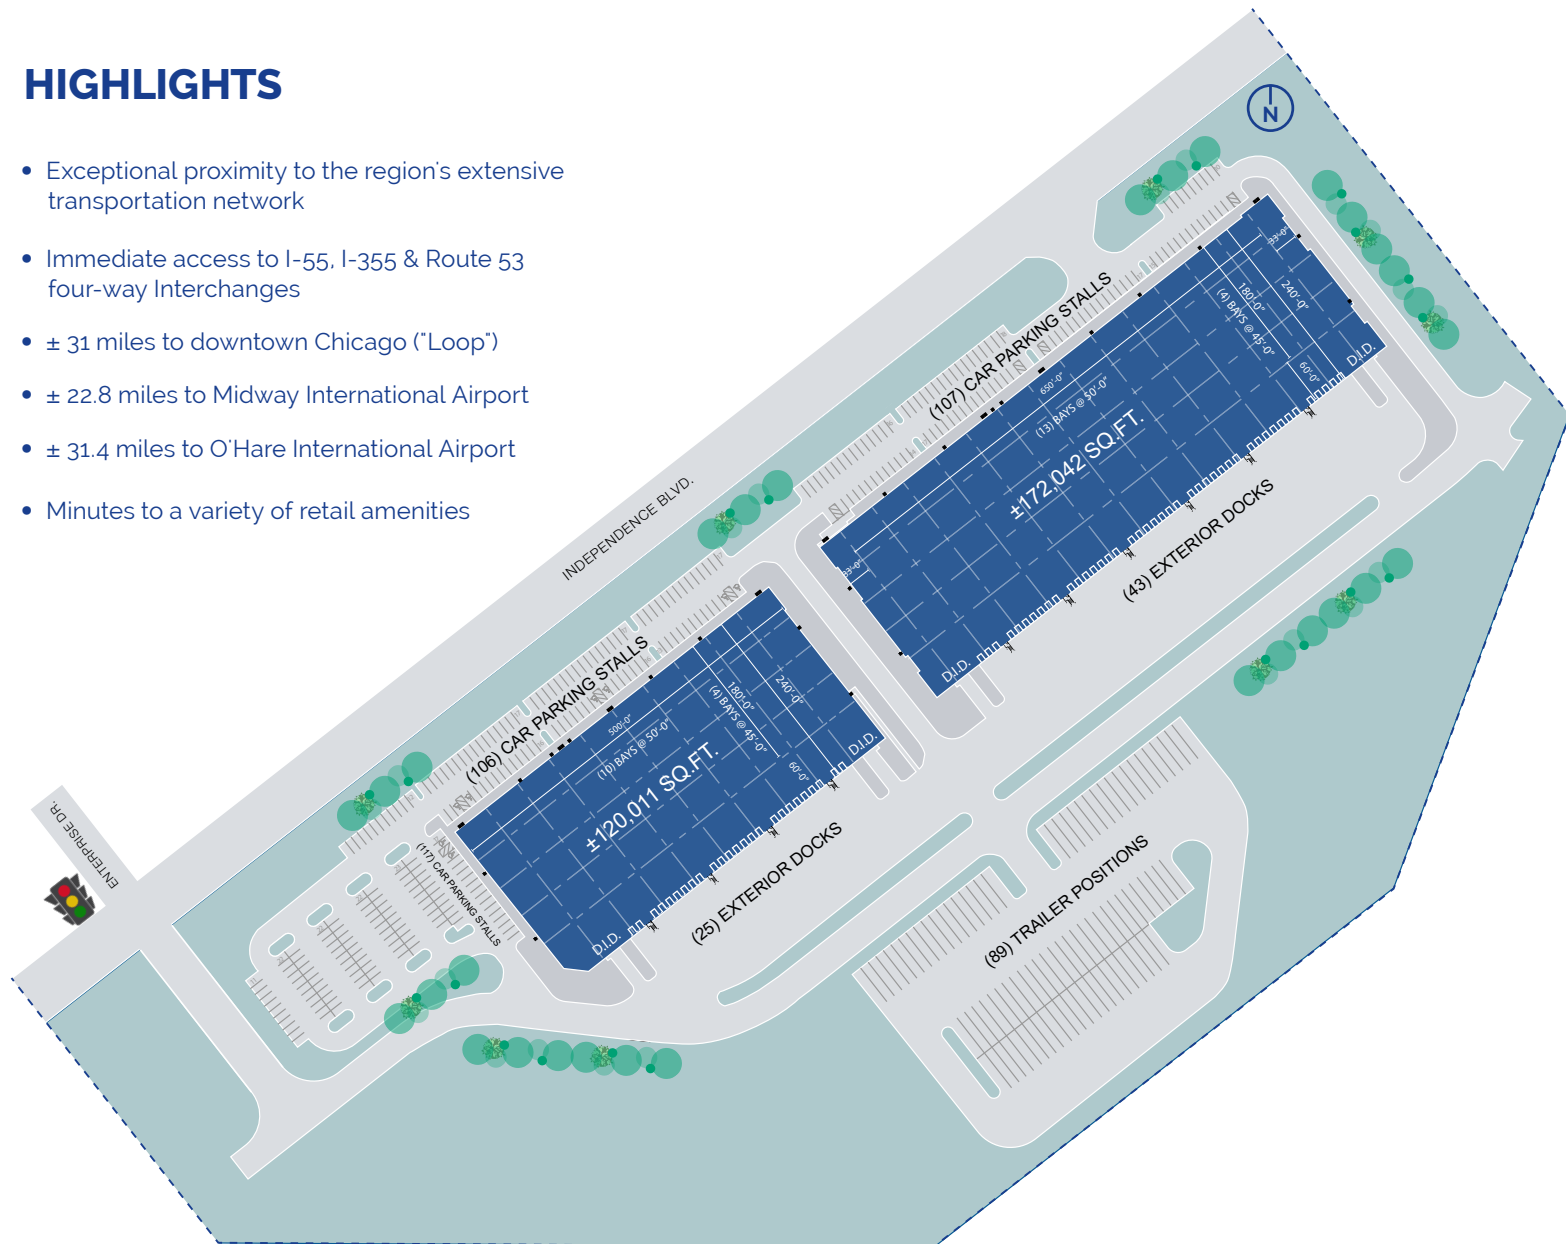 HIGHLIGHTS
• Exceptional proximity to the region's extensive
transportation network
• Immediate access to I-55, I-355 & Route 53
four-way Interchanges
• ± 31 miles to downtown Chicago ("Loop")
• ± 22.8 miles to Midway International Airport
• ± 31.4 miles to O'Hare International Airport
• Minutes to a variety of retail amenities
N
INDEPENDENCE BLVD.
ENTERPRISE DR.
(107) CAR PARKING STALLS
33'-0"
240'-0"
180'-0"
(4) BAYS @ 45'-0"
60'-0"
D.I.D.
650'-0"
(13) BAYS @ 50'-0"
±172,042 SQ.FT.
33'-0"
D.I.D.
(43) EXTERIOR DOCKS
(106) CAR PARKING STALLS
240'-0"
180'-0"
(4) BAYS @ 45'-0"
60'-0"
D.I.D.
500'-0"
(10) BAYS @ 50'-0"
±120,011 SQ.FT.
D.I.D.
(25) EXTERIOR DOCKS
(117) CAR PARKING STALLS
(89) TRAILER POSITIONS